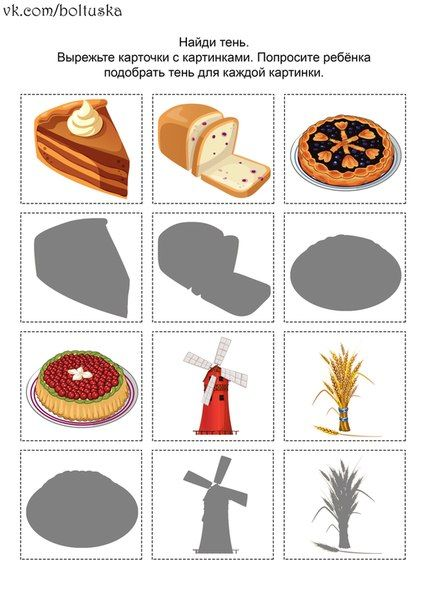 vk.com/boltuska
Найди тень.
Вырежьте карточки с картинками. Попросите ребёнка
подобрать тень для каждой картинки.